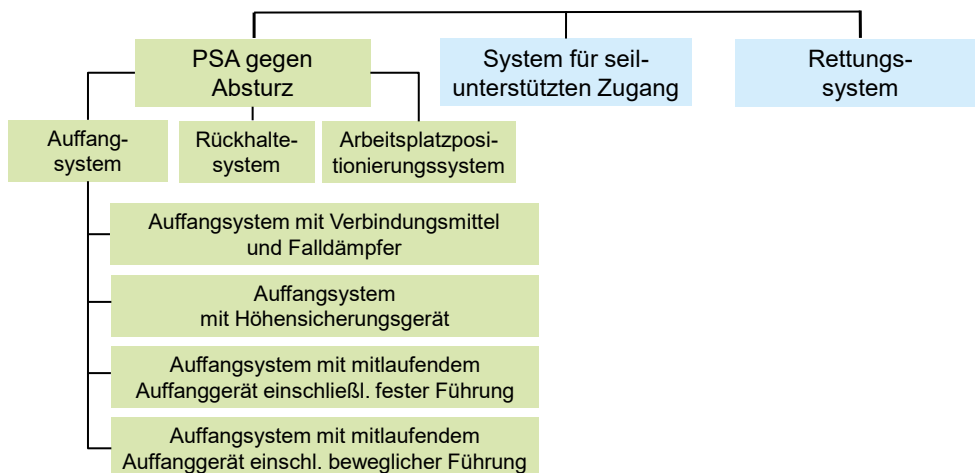 PSA gegen
Absturz
System für seil-
unterstützten Zugang
Rettungs-
system
Auffang-
system
Rückhalte-
system
Arbeitsplatzposi-
tionierungssystem
Auffangsystem mit Verbindungsmittel
und Falldämpfer
Auffangsystem
mit Höhensicherungsgerät
Auffangsystem mit mitlaufendem
Auffanggerät einschließl. fester Führung
Auffangsystem mit mitlaufendem
Auffanggerät einschl. beweglicher Führung